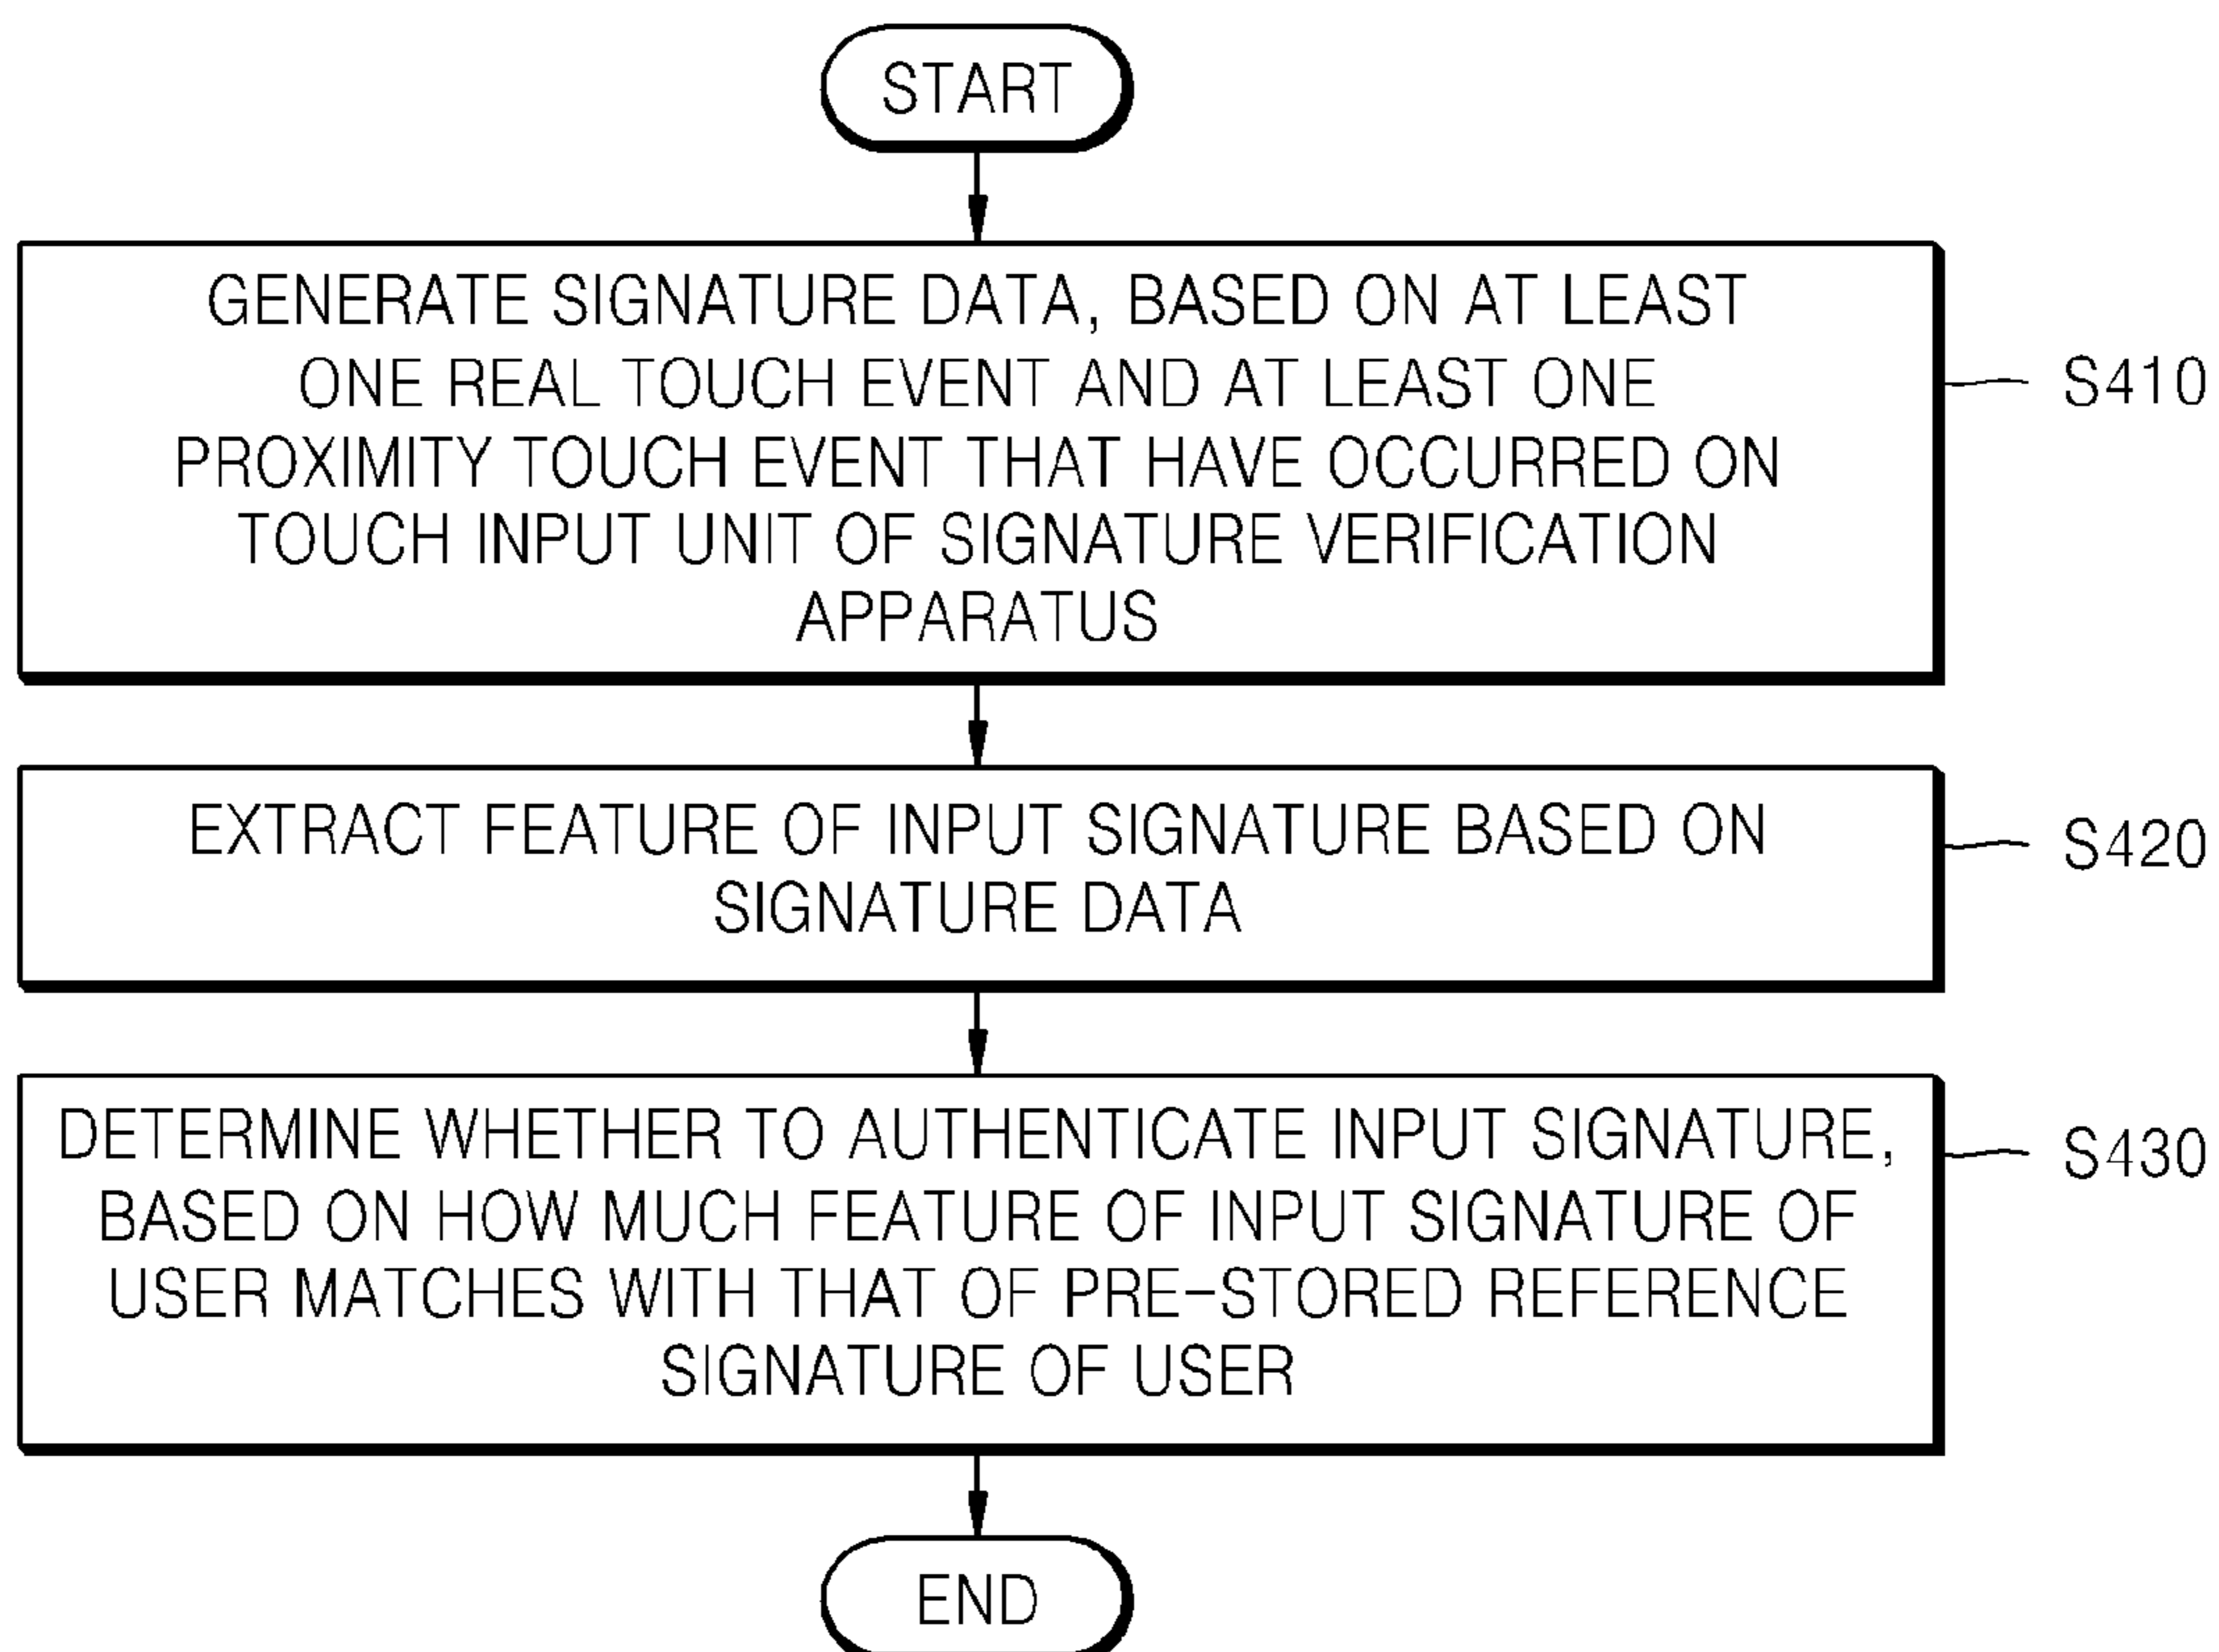 START
GENERATE SIGNATURE DATA, BASED ON AT LEAST
ONE REAL TOUCH EVENT AND AT LEAST ONE
PROXIMITY TOUCH EVENT THAT HAVE OCCURRED ON
TOUCH INPUT UNIT OF SIGNATURE VERIFICATION
APPARATUS
S410
EXTRACT FEATURE OF INPUT SIGNATURE BASED ON
SIGNATURE DATA
S420
DETERMINE WHETHER TO AUTHENTICATE INPUT SIGNATURE,
BASED ON HOW MUCH FEATURE OF INPUT SIGNATURE OF
USER MATCHES WITH THAT OF PRE-STORED REFERENCE
SIGNATURE OF USER
S430
END